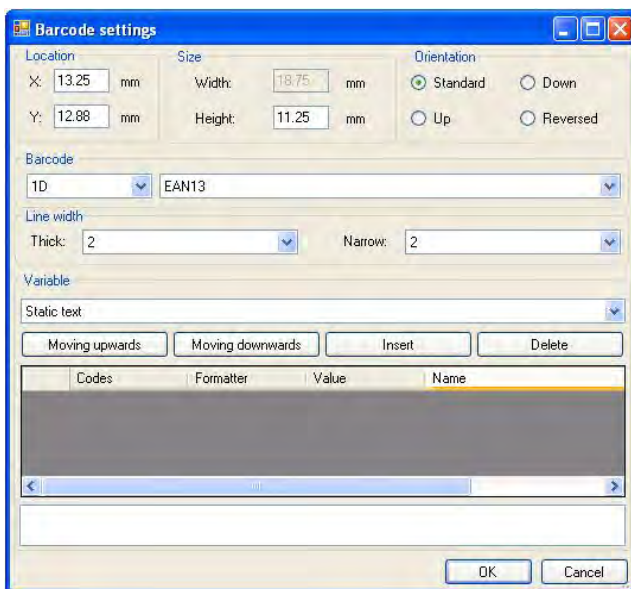 Barcode settings
Location Size Orientation
X: 13.25 mm Width: 18.75 mm Standard Down
Y: 12.88 mm Height: 11.25 mm Up Reversed
Barcode
1D EAN13
Line width
Thick: 2 Narrow: 2
Variable
Static text
Moving upwards Moving downwards Insert Delete
Codes Formatter Value Name
OK Cancel